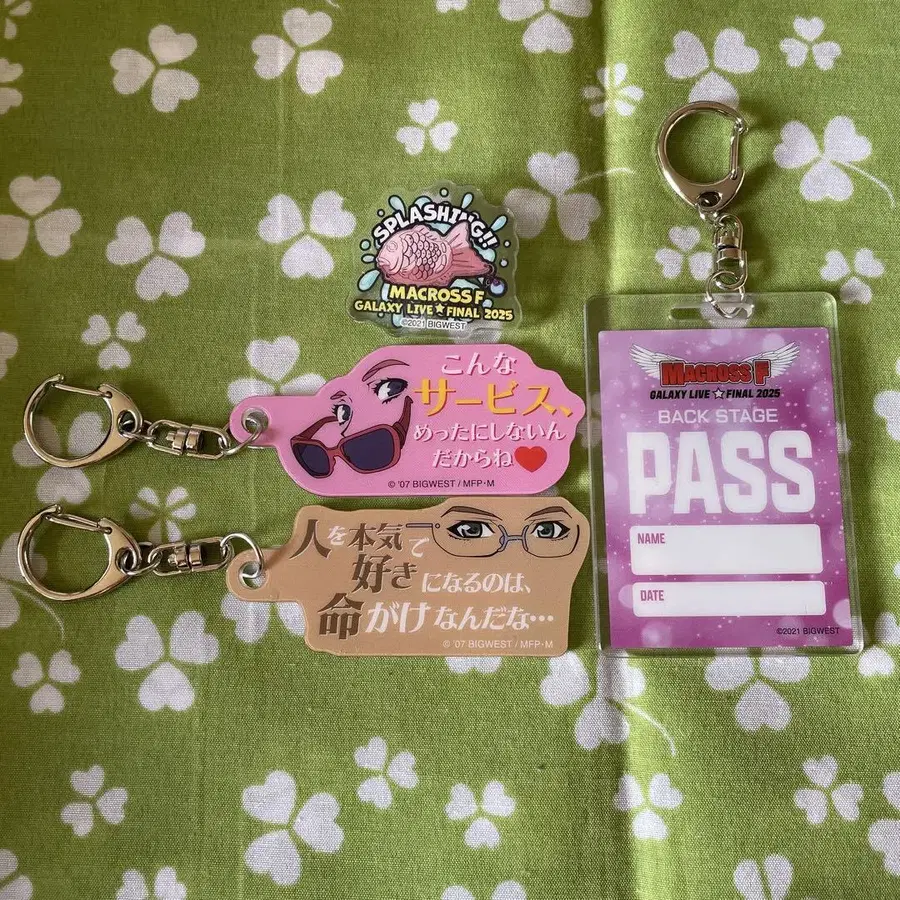 SPLASHING!!
MACROSS F
GALAXY LIVE★FINAL 2025
©2021 BIGWEST
こんな
サービス、
めったにしないん
だからね♥
© '07 BIGWEST / MFP・M
人を本気で
好きになるのは、
命がけなんだな…
© '07 BIGWEST / MFP・M
MACROSS F
GALAXY LIVE☆FINAL 2025
BACK STAGE
PASS
NAME
DATE
©2021 BIGWEST